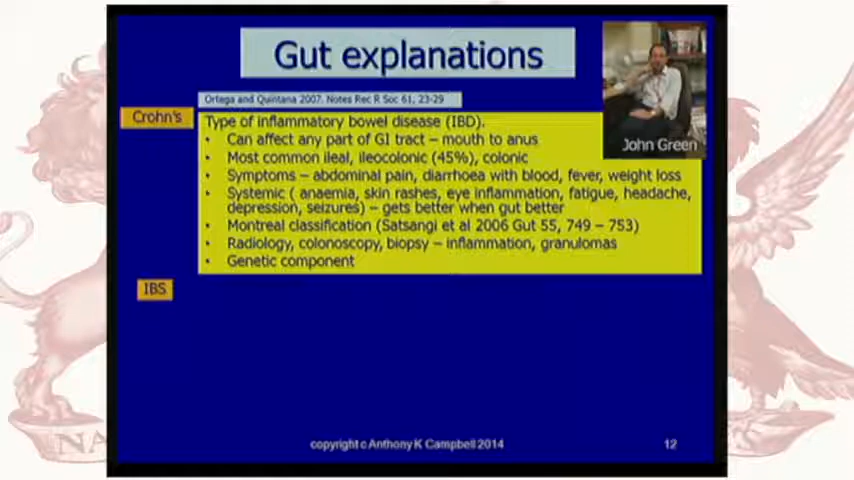 Gut explanations
Ortega and Quintana 2007. Notes Rec R Soc 61, 23-29
John Green
Crohn's
Type of inflammatory bowel disease (IBD).
• Can affect any part of GI tract – mouth to anus
• Most common ileal, ileocolonic (45%), colonic
• Symptoms – abdominal pain, diarrhoea with blood, fever, weight loss
• Systemic ( anaemia, skin rashes, eye inflammation, fatigue, headache,
depression, seizures) – gets better when gut better
• Montreal classification (Satsangi et al 2006 Gut 55, 749 – 753)
• Radiology, colonoscopy, biopsy – inflammation, granulomas
• Genetic component
IBS
copyright c Anthony K Campbell 2014
12